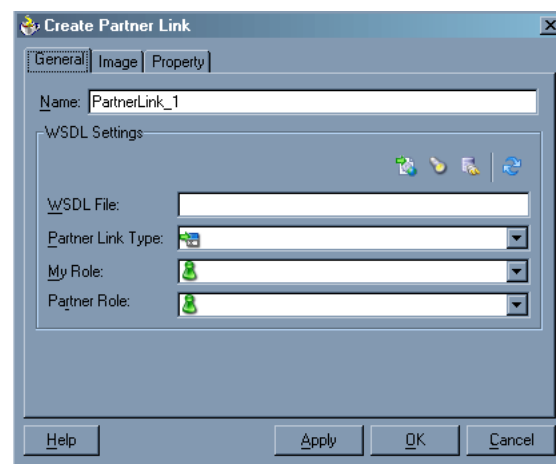 Create Partner Link
General Image Property
Name: PartnerLink_1
WSDL Settings
WSDL File:
Partner Link Type:
My Role:
Partner Role:
Help Apply OK Cancel